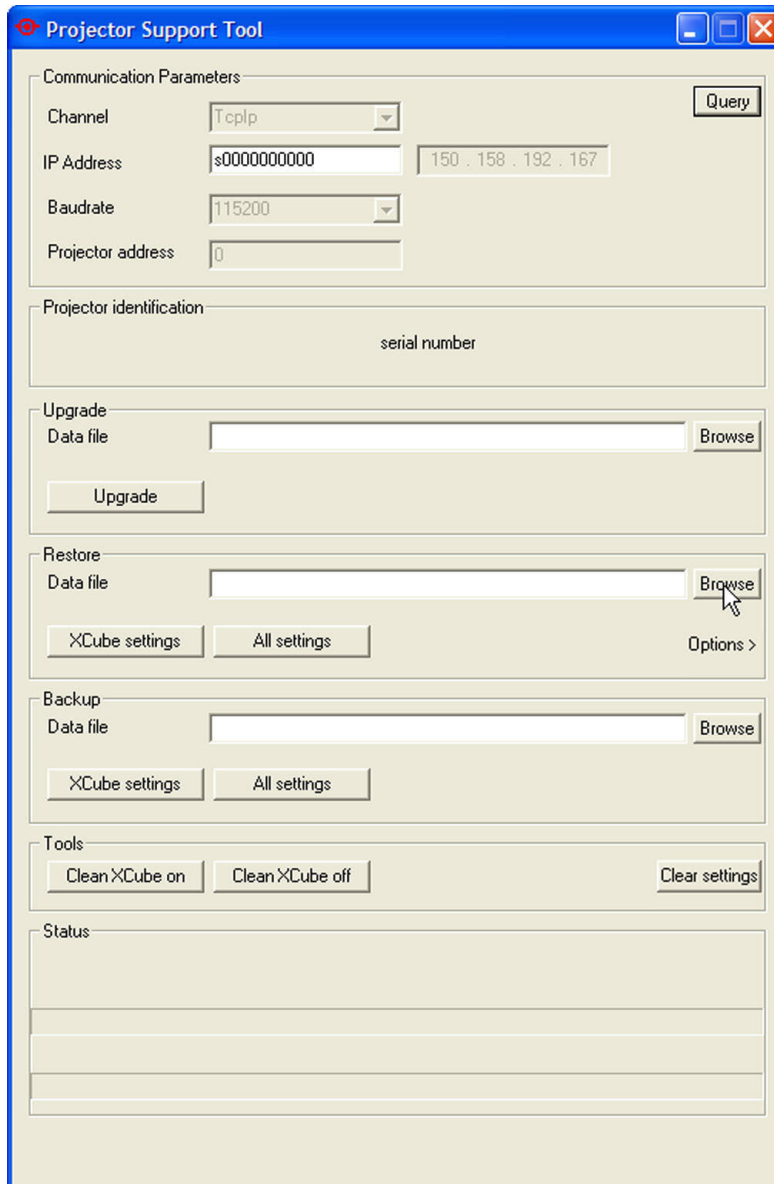 Projector Support Tool
Communication Parameters
Query
Channel TcpIp
IP Address s0000000000 150 . 158 . 192 . 167
Baudrate 115200
Projector address 0
Projector identification
serial number
Upgrade
Data file Browse
Upgrade
Restore
Data file Browse
XCube settings All settings Options >
Backup
Data file Browse
XCube settings All settings
Tools
Clean XCube on Clean XCube off Clear settings
Status